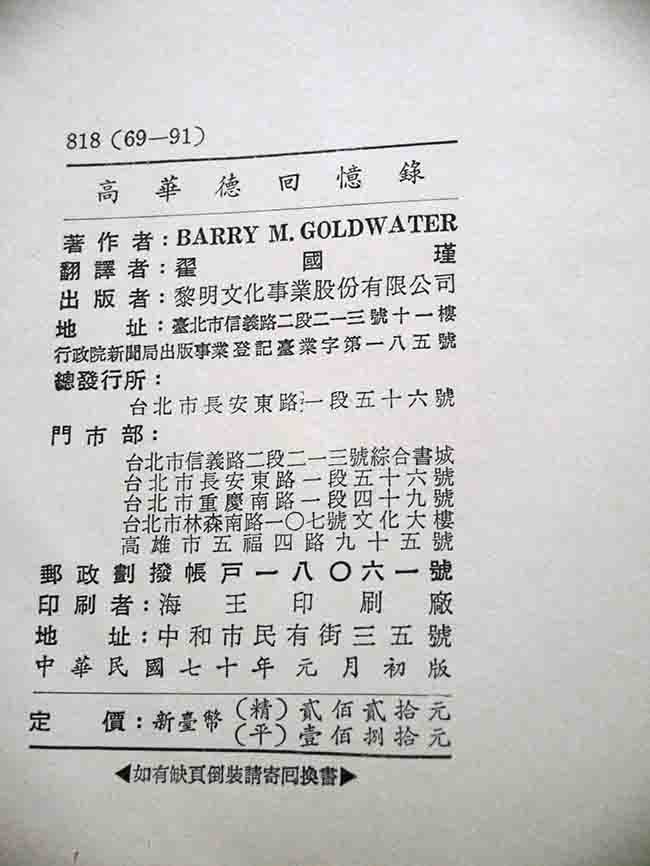 818（69—91）
高華德回憶錄
著作者：BARRY M. GOLDWATER
翻譯者：翟國瑾
出版者：黎明文化事業股份有限公司
地址：臺北市信義路二段二一三號十一樓
行政院新聞局出版事業登記臺業字第一八五號
總發行所：
台北市長安東路一段五十六號
門市部：
台北市信義路二段二一三號綜合書城
台北市長安東路一段五十六號
台北市重慶南路一段四十九號
台北市林森南路一〇七號文化大樓
高雄市五福四路九十五號
郵政劃撥帳戶一八〇六一號
印刷者：海王印刷廠
地址：中和市民有街三五號
中華民國七十年元月初版
定價：新臺幣（精）貳佰貳拾元
（平）壹佰捌拾元
◀如有缺頁倒裝請寄回換書▶